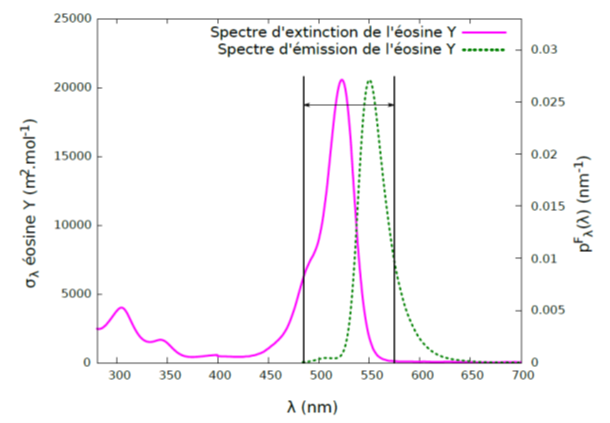 Spectre d'extinction de l'éosine Y
Spectre d'émission de l'éosine Y
25000
20000
15000
10000
5000
0
σλ éosine Y (m².mol⁻¹)
0.03
0.025
0.02
0.015
0.01
0.005
0
pFλ(λ) (nm⁻¹)
300 350 400 450 500 550 600 650 700
λ (nm)